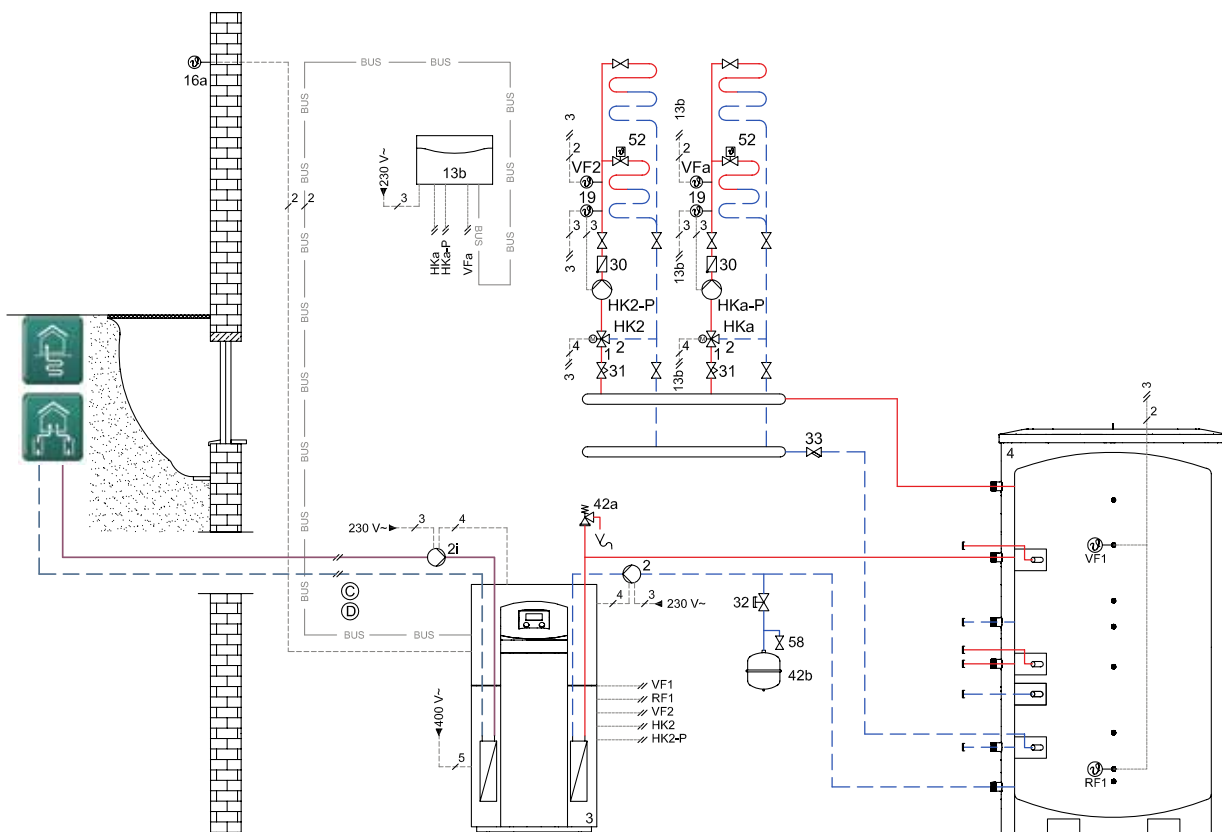 16a
BUS BUS
BUS BUS
13b
230 V~
3
HKa
HKa-P
VFa
BUS
BUS
2 2
BUS BUS
BUS
BUS
BUS BUS
3
2
VF2
52
19
3 3
3
30
HK2-P
HK2
4
3
1 2
31
13b
2
VFa
52
19
3 3
13b
30
HKa-P
HKa
4
13b
1 2
31
33
3
2
4
42a
230 V~ 3 4
2i
2
4 3 230 V~
C
D
32
58
42b
VF1
VF1
RF1
VF2
HK2
HK2-P
400 V~
5
3
RF1